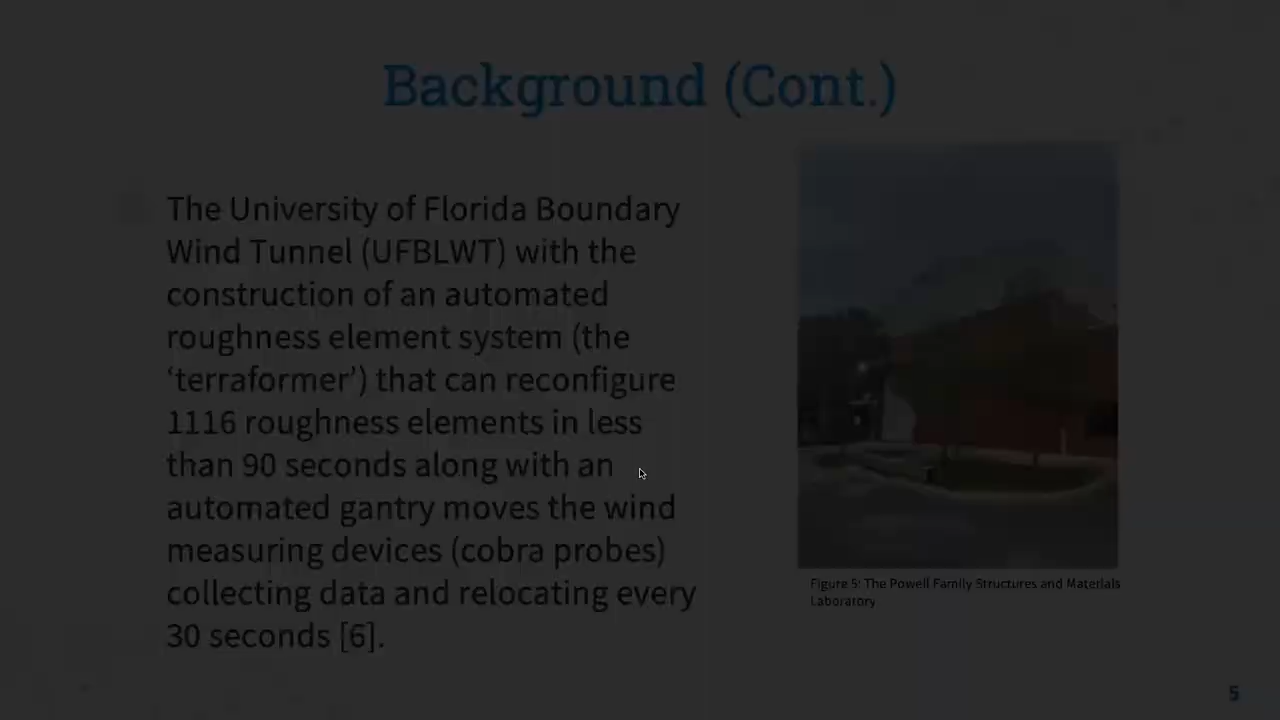 Background (Cont.)
The University of Florida Boundary
Wind Tunnel (UFBLWT) with the
construction of an automated
roughness element system (the
‘terraformer’) that can reconfigure
1116 roughness elements in less
than 90 seconds along with an
automated gantry moves the wind
measuring devices (cobra probes)
collecting data and relocating every
30 seconds [6].
Figure 5: The Powell Family Structures and Materials
Laboratory
5